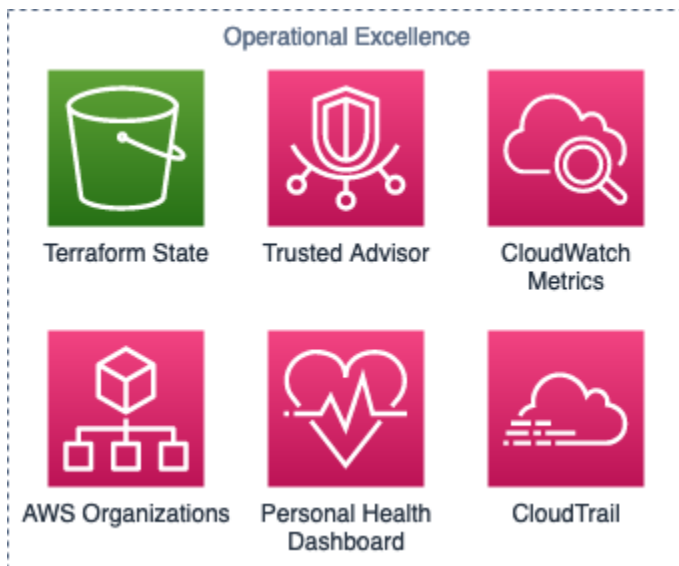 Operational Excellence
Terraform State
Trusted Advisor
CloudWatch
Metrics
AWS Organizations
Personal Health
Dashboard
CloudTrail